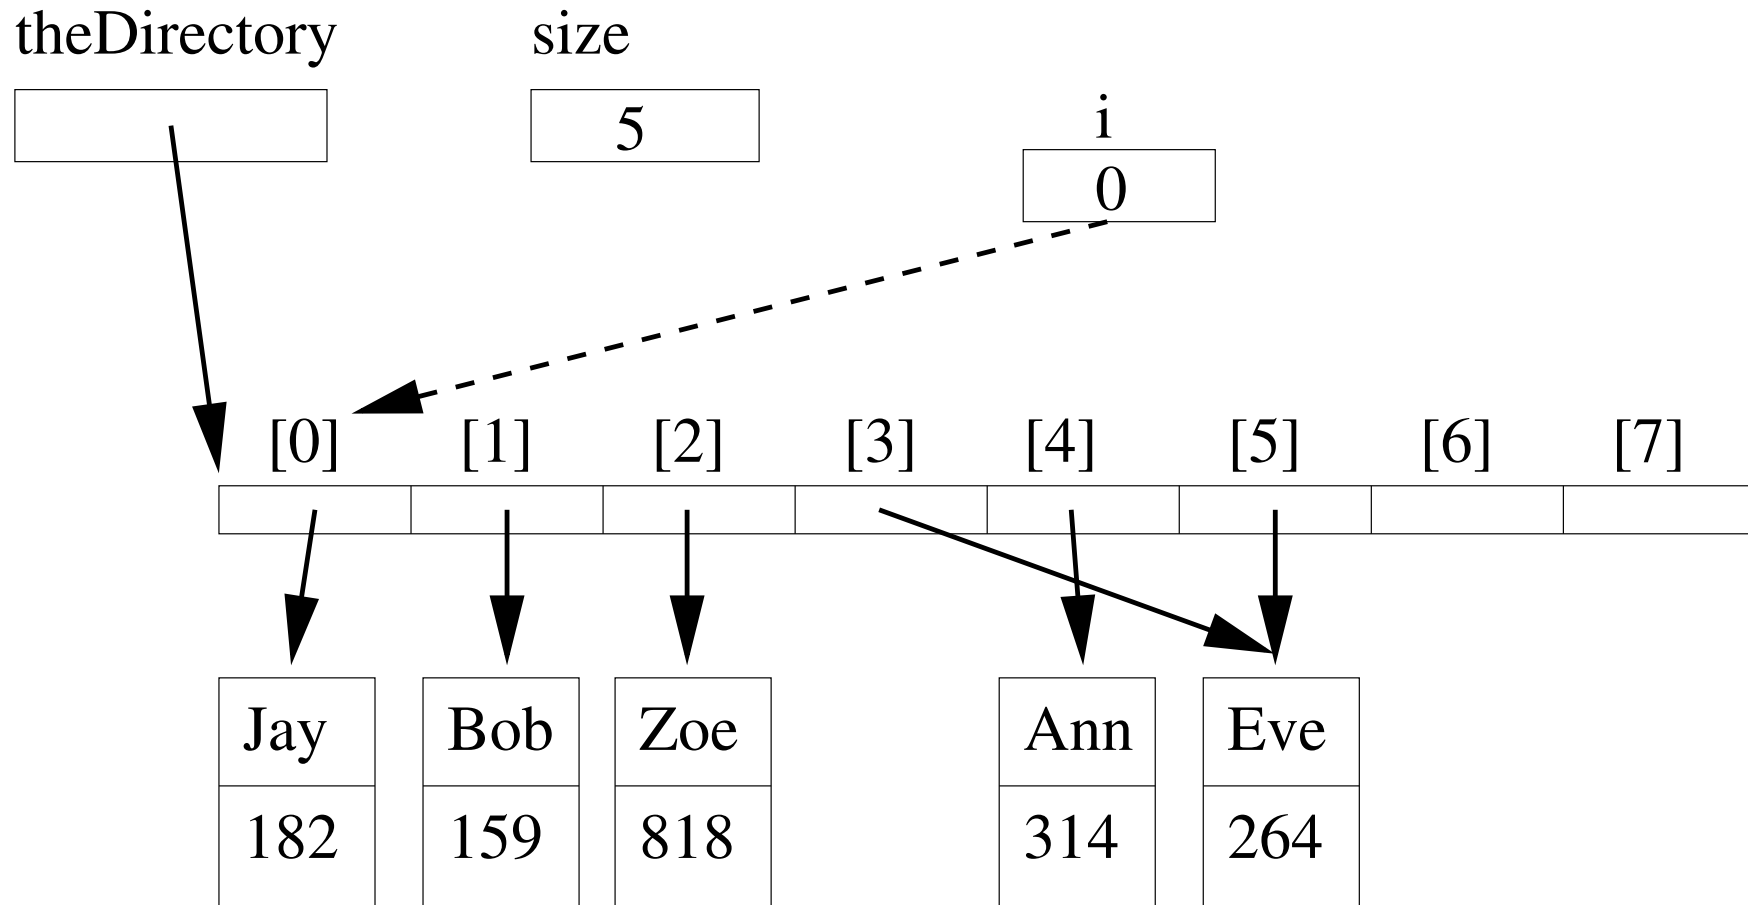 theDirectory size
5 i
0
[0] [1] [2] [3] [4] [5] [6] [7]
Jay Bob Zoe Ann Eve
182 159 818 314 264